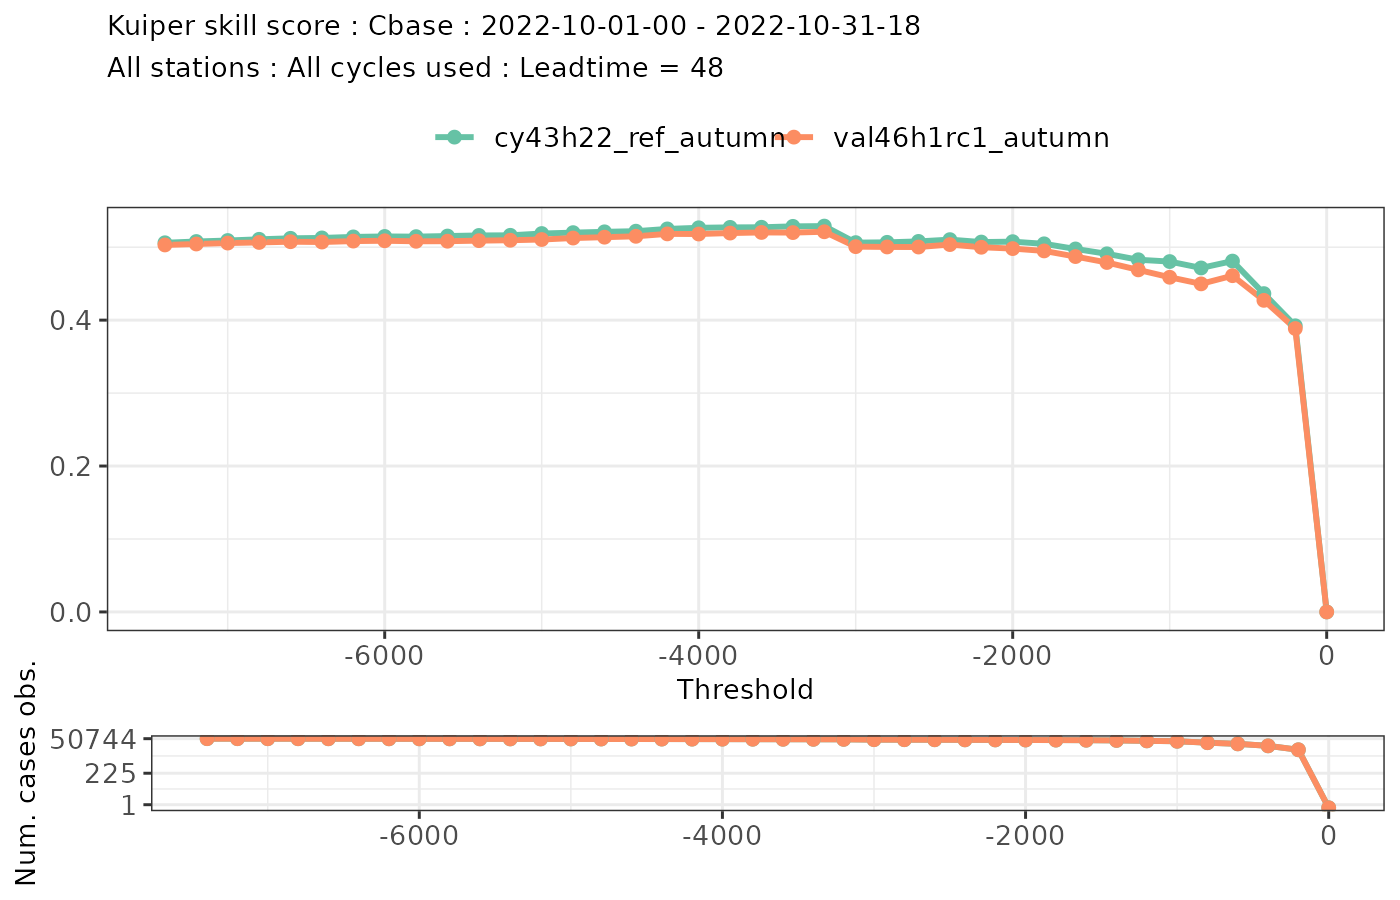 Kuiper skill score : Cbase : 2022-10-01-00 - 2022-10-31-18
All stations : All cycles used : Leadtime = 48
cy43h22_ref_autumn val46h1rc1_autumn
0.4
0.2
0.0
-6000 -4000 -2000 0
Threshold
Num. cases obs.
50744
225
1
-6000 -4000 -2000 0